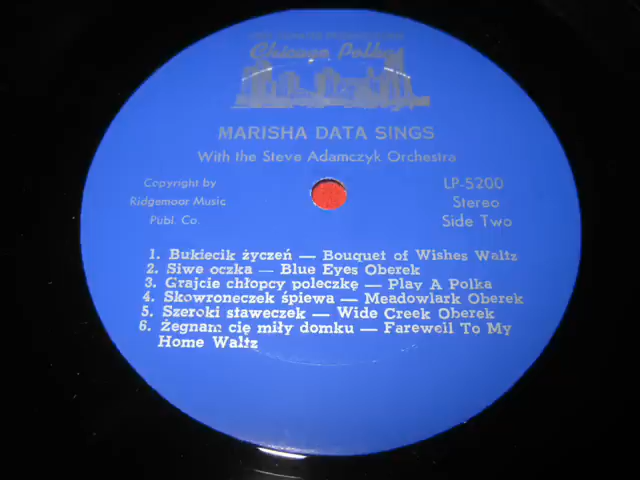 Chicago Polkas
MARISHA DATA SINGS
With the Steve Adamczyk Orchestra
Copyright by
Ridgemoor Music
Publ. Co.
LP-5200
Stereo
Side Two
1. Bukiecik życzeń — Bouquet of Wishes Waltz
2. Siwe oczka — Blue Eyes Oberek
3. Grajcie chłopcy poleczkę — Play A Polka
4. Skowroneczek śpiewa — Meadowlark Oberek
5. Szeroki staweczek — Wide Creek Oberek
6. Żegnam cię miły domku — Farewell To My
Home Waltz